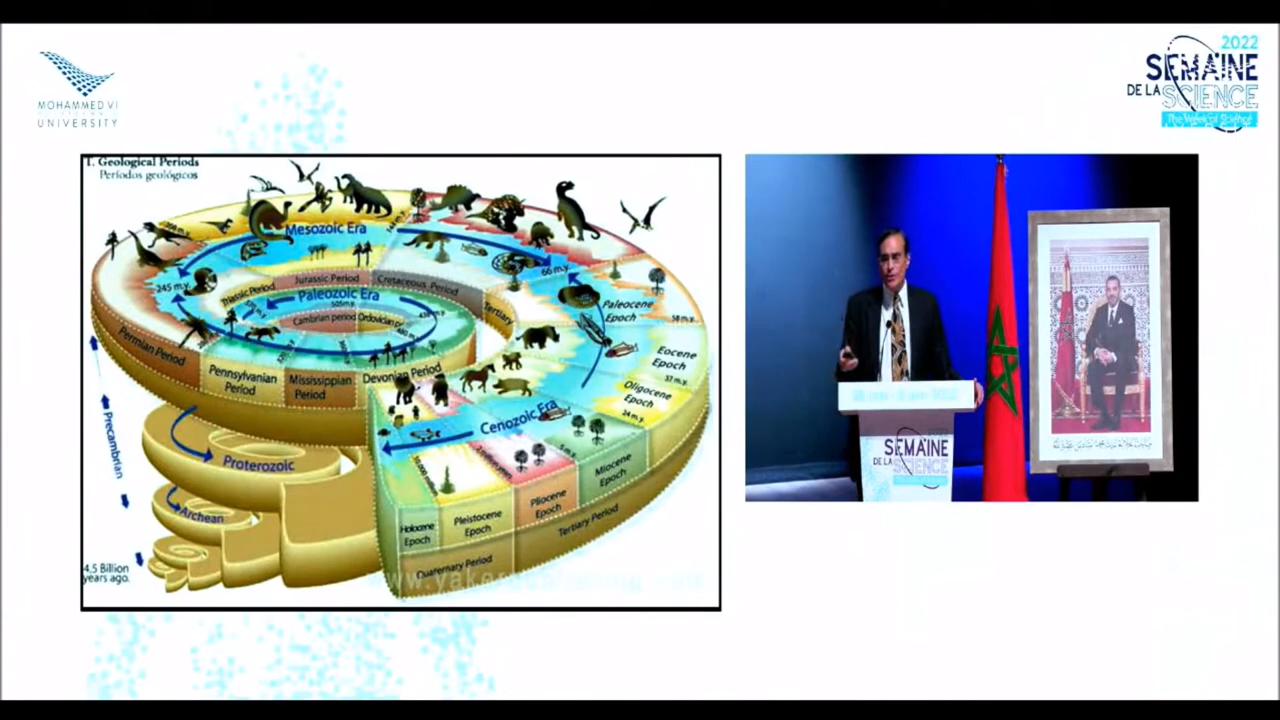 MOHAMMED VI
UNIVERSITY
2022
SEMAINE
DE LA SCIENCE
The Week of Science
T. Geological Periods
Períodos geológicos
Mesozoic Era
245 m.y.
66 m.y.
Triassic Period
Jurassic Period
Cretaceous Period
Paleozoic Era
505 m.y.
Cambrian period
Tertiary
Paleocene
Epoch
58 m.y.
Eocene
Epoch
37 m.y.
Oligocene
Epoch
24 m.y.
Permian Period
Pennsylvanian
Period
Mississippian
Period
Devonian Period
Cenozoic Era
5 m.y.
Precambrian
Proterozoic
Archean
4.5 Billion
years ago.
Holocene
Epoch
Pleistocene
Epoch
Pliocene
Epoch
Miocene
Epoch
Quaternary Period
Tertiary Period
SEMAINE
DE LA SCIENCE